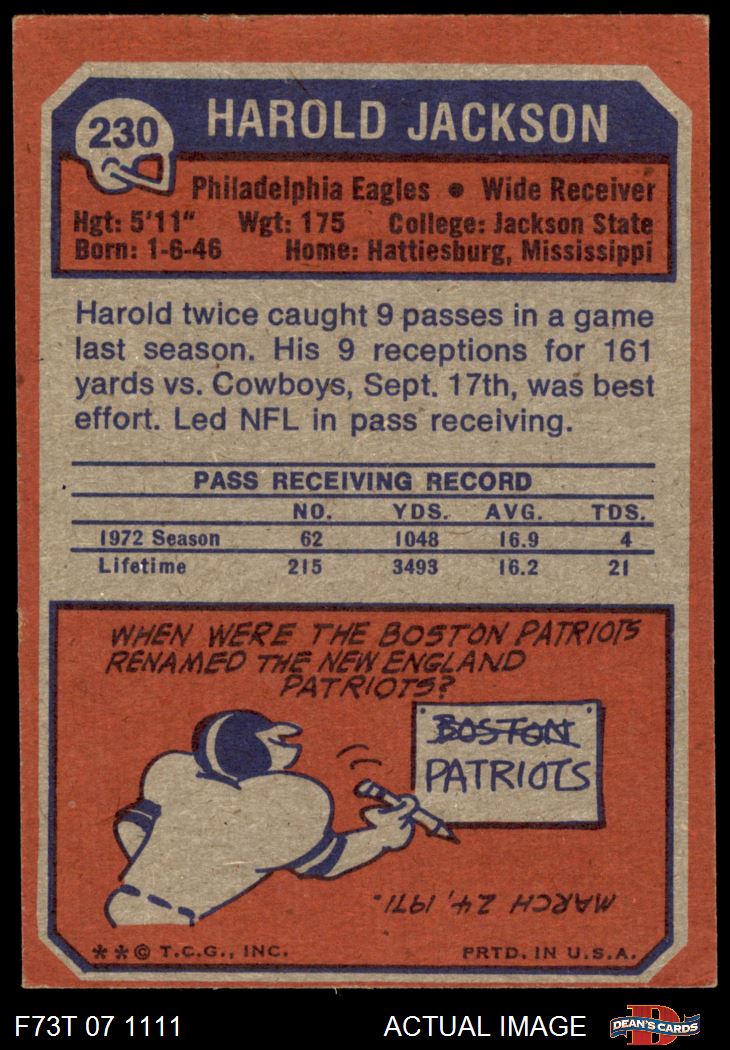 230
HAROLD JACKSON
Philadelphia Eagles • Wide Receiver
Hgt: 5'11" Wgt: 175 College: Jackson State
Born: 1-6-46 Home: Hattiesburg, Mississippi
Harold twice caught 9 passes in a game
last season. His 9 receptions for 161
yards vs. Cowboys, Sept. 17th, was best
effort. Led NFL in pass receiving.
PASS RECEIVING RECORD
NO. YDS. AVG. TDS.
1972 Season 62 1048 16.9 4
Lifetime 215 3493 16.2 21
WHEN WERE THE BOSTON PATRIOTS
RENAMED THE NEW ENGLAND
PATRIOTS?
BOSTON
PATRIOTS
MARCH 24, 1971.
**© T.C.G., INC. PRTD. IN U.S.A.
F73T 07 1111 ACTUAL IMAGE DEAN'S CARDS